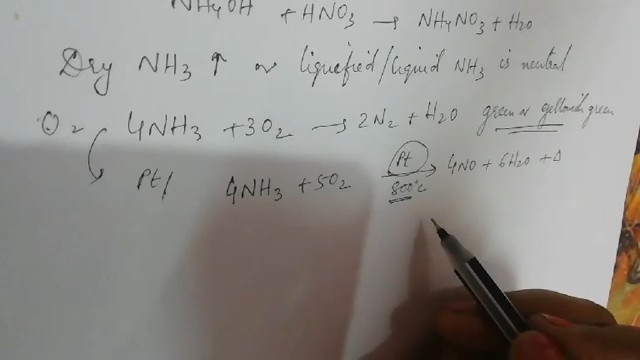 NH4OH + HNO3 → NH4NO3 + H2O
Dry NH3 ↑ or liquefied/liquid NH3 is neutral
O2 4NH3 + 3O2 → 2N2 + H2O green or yellowish green
Pt/ 4NH3 + 5O2 Pt 800°C → 4NO + 6H2O + Δ